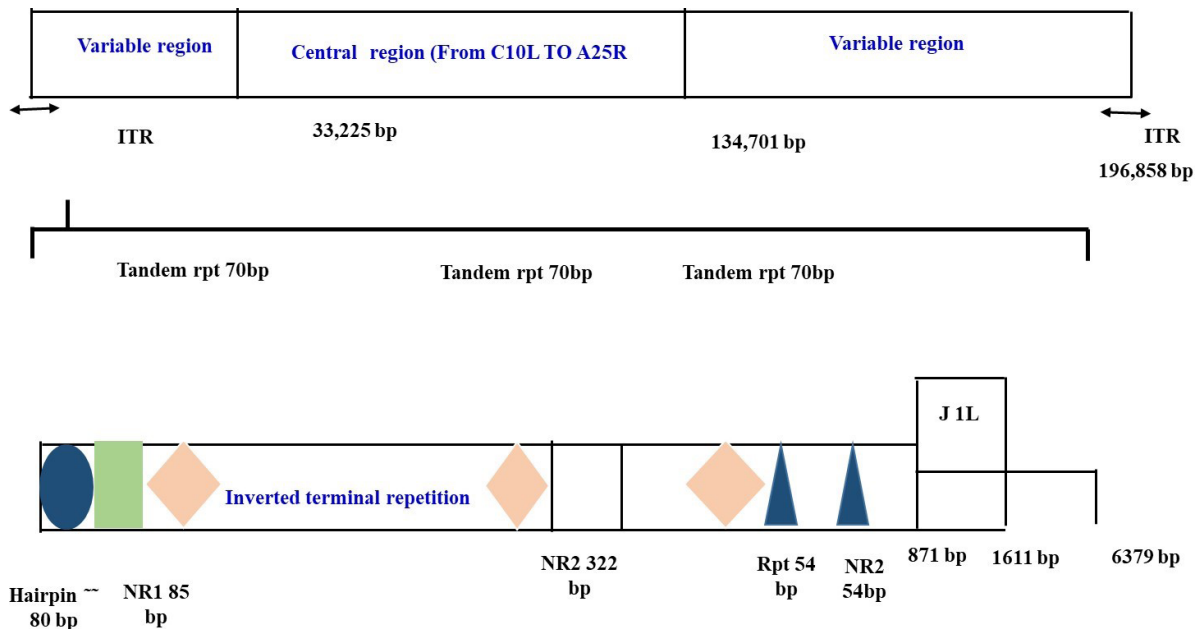 Variable region
Central region (From C10L TO A25R
Variable region
ITR
33,225 bp
134,701 bp
ITR
196,858 bp
Tandem rpt 70bp
Tandem rpt 70bp
Tandem rpt 70bp
J 1L
Inverted terminal repetition
Hairpin ~~
80 bp
NR1 85
bp
NR2 322
bp
Rpt 54
bp
NR2
54bp
871 bp
1611 bp
6379 bp